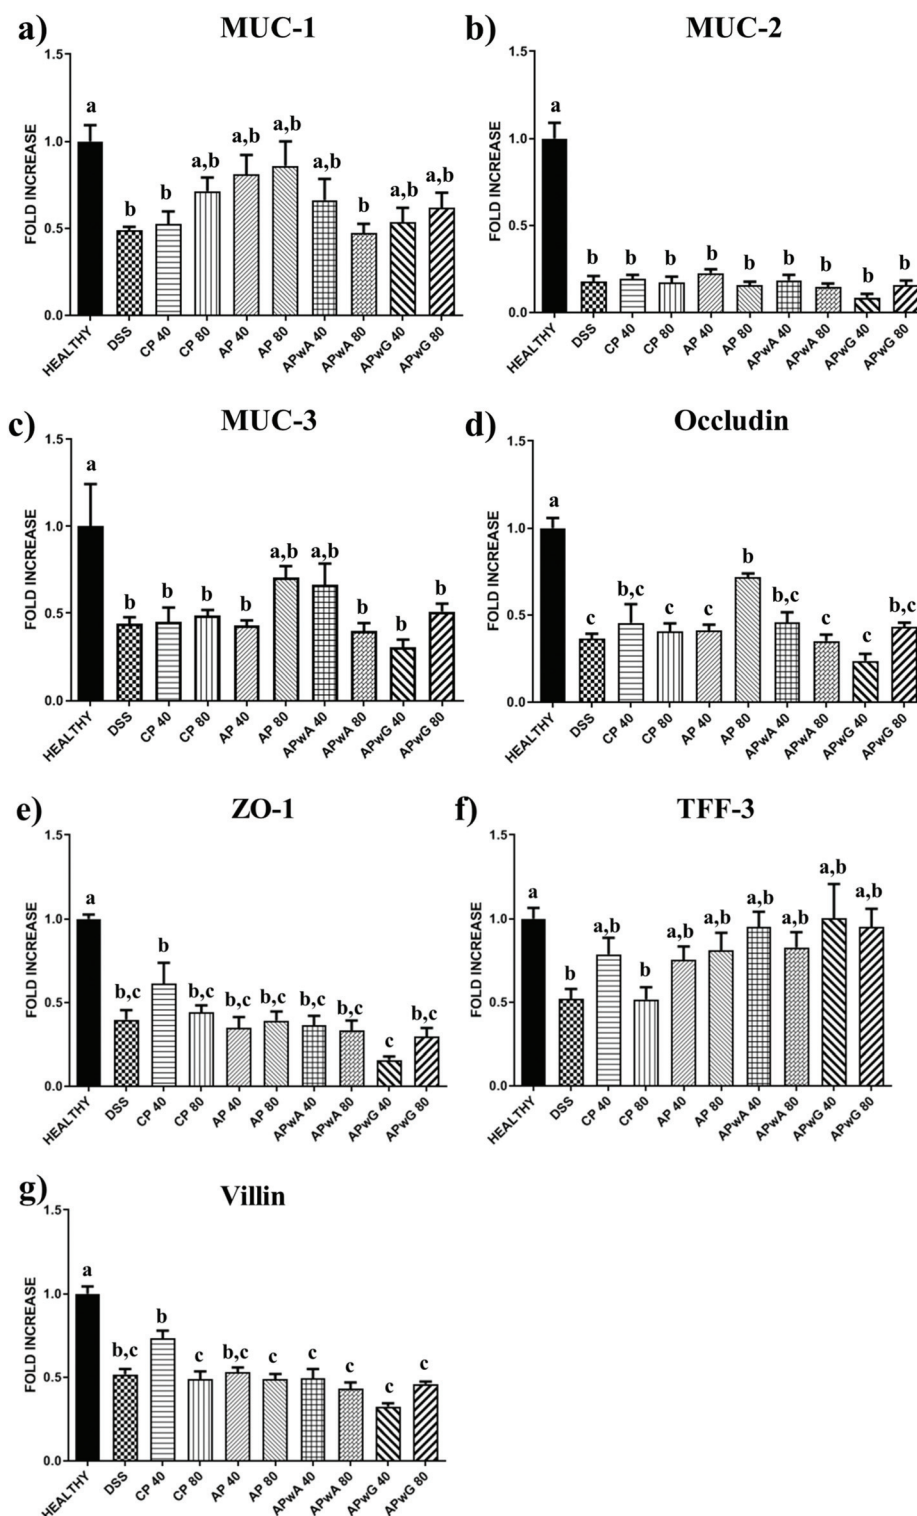 a)
MUC-1
FOLD INCREASE
1.5
1.0
0.5
0.0
a
b
b
a,b
a,b
a,b
a,b
b
a,b
a,b
HEALTHY
DSS
CP 40
CP 80
AP 40
AP 80
APwA 40
APwA 80
APwG 40
APwG 80
b)
MUC-2
FOLD INCREASE
1.5
1.0
0.5
0.0
a
b
b
b
b
b
b
b
b
b
HEALTHY
DSS
CP 40
CP 80
AP 40
AP 80
APwA 40
APwA 80
APwG 40
APwG 80
c)
MUC-3
FOLD INCREASE
1.5
1.0
0.5
0.0
a
b
b
b
b
a,b
a,b
b
b
b
HEALTHY
DSS
CP 40
CP 80
AP 40
AP 80
APwA 40
APwA 80
APwG 40
APwG 80
d)
Occludin
FOLD INCREASE
1.5
1.0
0.5
0.0
a
c
b,c
c
c
b
b,c
c
c
b,c
HEALTHY
DSS
CP 40
CP 80
AP 40
AP 80
APwA 40
APwA 80
APwG 40
APwG 80
e)
ZO-1
FOLD INCREASE
1.5
1.0
0.5
0.0
a
b,c
b
b,c
b,c
b,c
b,c
b,c
c
b,c
HEALTHY
DSS
CP 40
CP 80
AP 40
AP 80
APwA 40
APwA 80
APwG 40
APwG 80
f)
TFF-3
FOLD INCREASE
1.5
1.0
0.5
0.0
a
b
a,b
b
a,b
a,b
a,b
a,b
a,b
a,b
HEALTHY
DSS
CP 40
CP 80
AP 40
AP 80
APwA 40
APwA 80
APwG 40
APwG 80
g)
Villin
FOLD INCREASE
1.5
1.0
0.5
0.0
a
b,c
b
c
b,c
c
c
c
c
c
HEALTHY
DSS
CP 40
CP 80
AP 40
AP 80
APwA 40
APwA 80
APwG 40
APwG 80